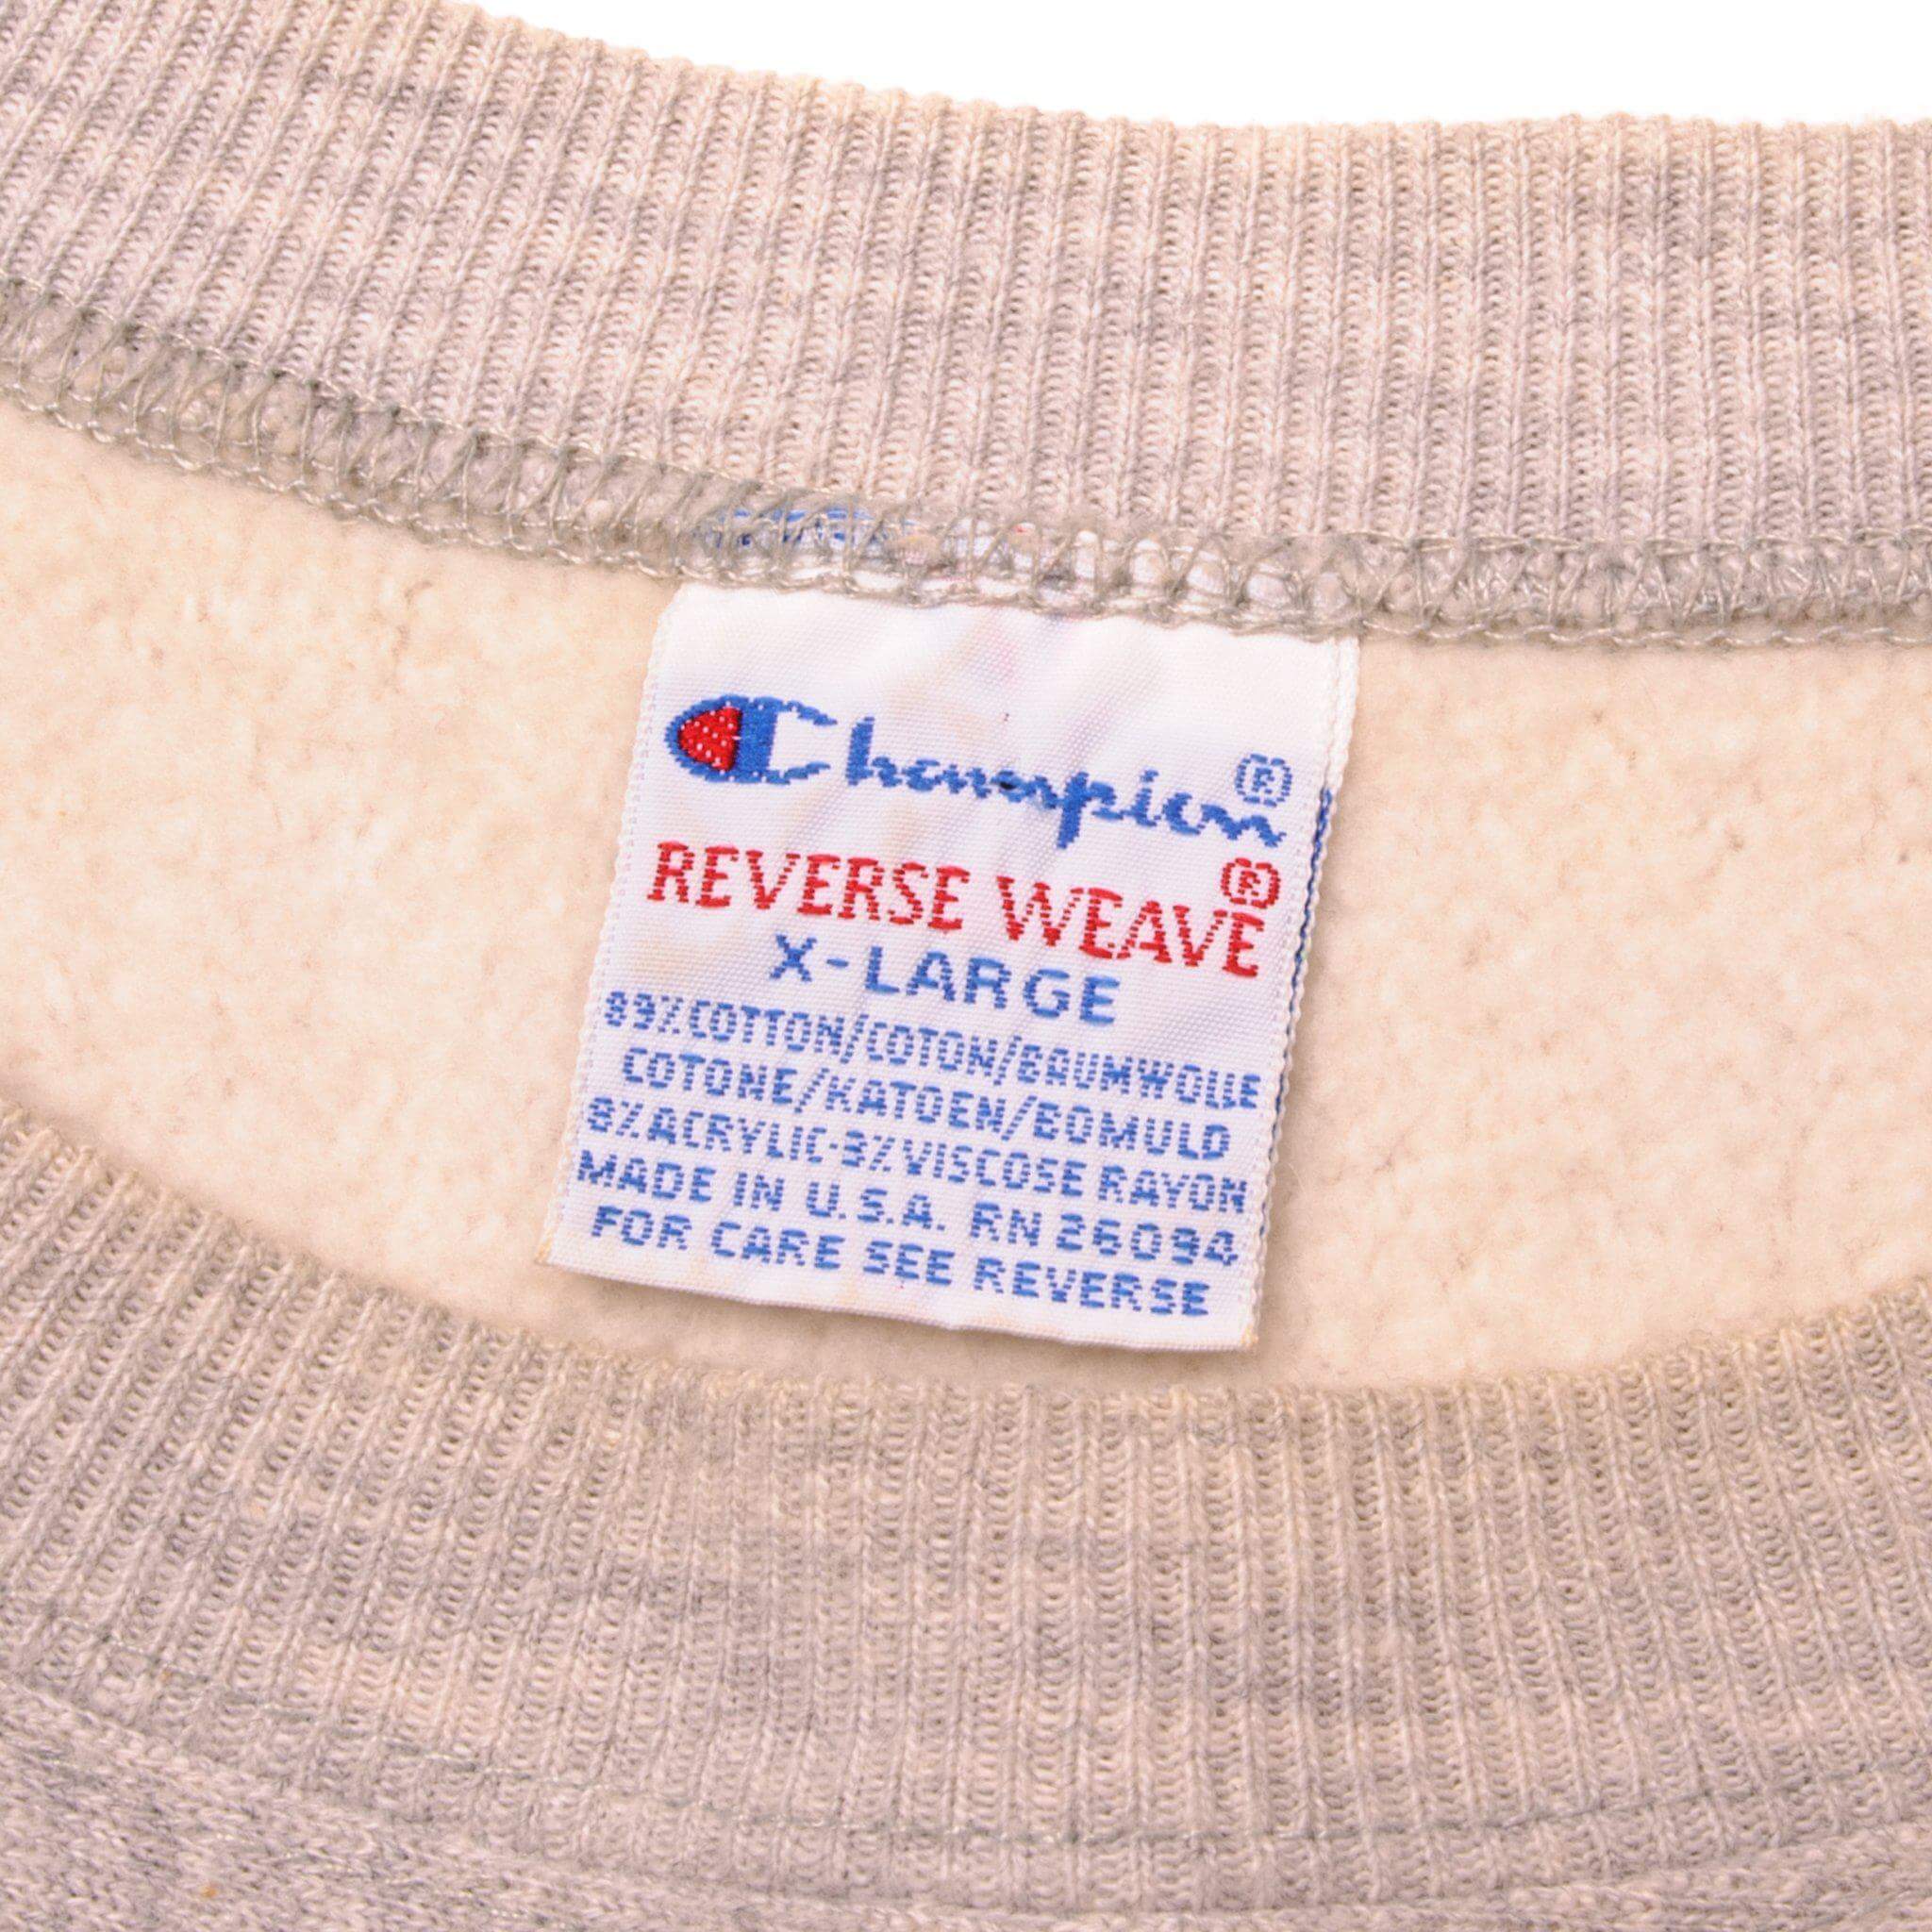 Champion®
REVERSE WEAVE®
X-LARGE
89% COTTON/COTON/BAUMWOLLE
COTONE/KATOEN/BOMULD
8% ACRYLIC-3% VISCOSE RAYON
MADE IN U.S.A. RN 26094
FOR CARE SEE REVERSE